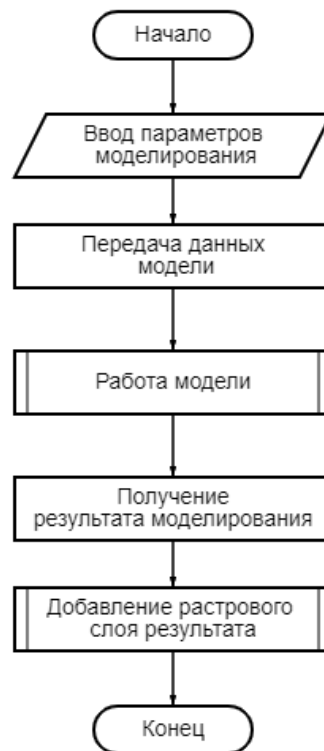 Начало
Ввод параметров
моделирования
Передача данных
модели
Работа модели
Получение
результата моделирования
Добавление растрового
слоя результата
Конец